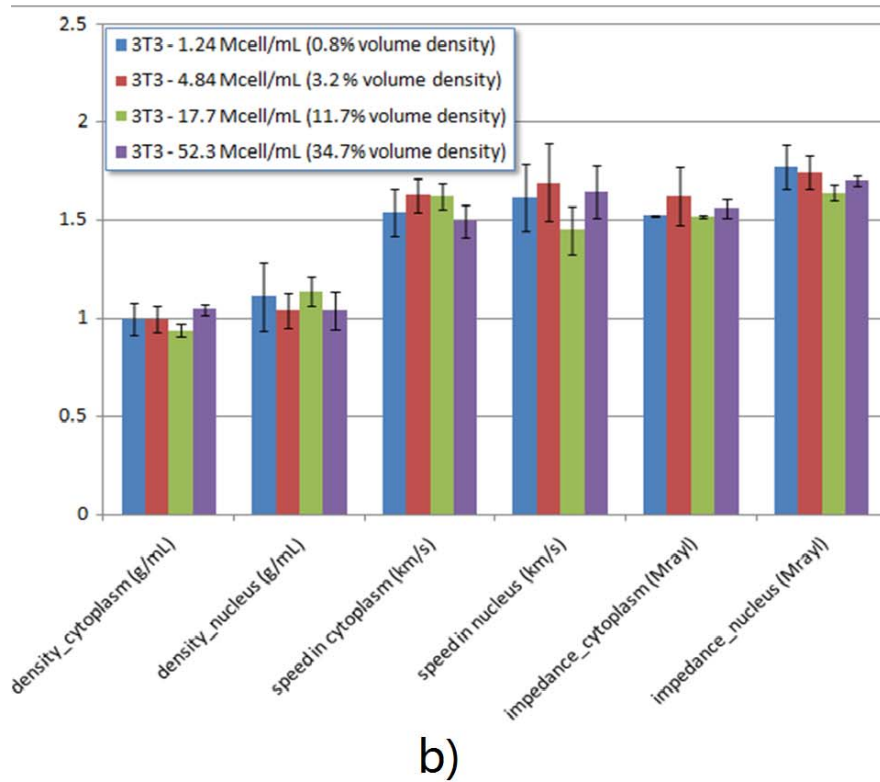 2.5
3T3 - 1.24 Mcell/mL (0.8% volume density)
3T3 - 4.84 Mcell/mL (3.2 % volume density)
3T3 - 17.7 Mcell/mL (11.7% volume density)
3T3 - 52.3 Mcell/mL (34.7% volume density)
2
1.5
1
0.5
0
density_cytoplasm (g/mL)
density_nucleus (g/mL)
speed in cytoplasm (km/s)
speed in nucleus (km/s)
impedance_cytoplasm (Mrayl)
impedance_nucleus (Mrayl)
b)